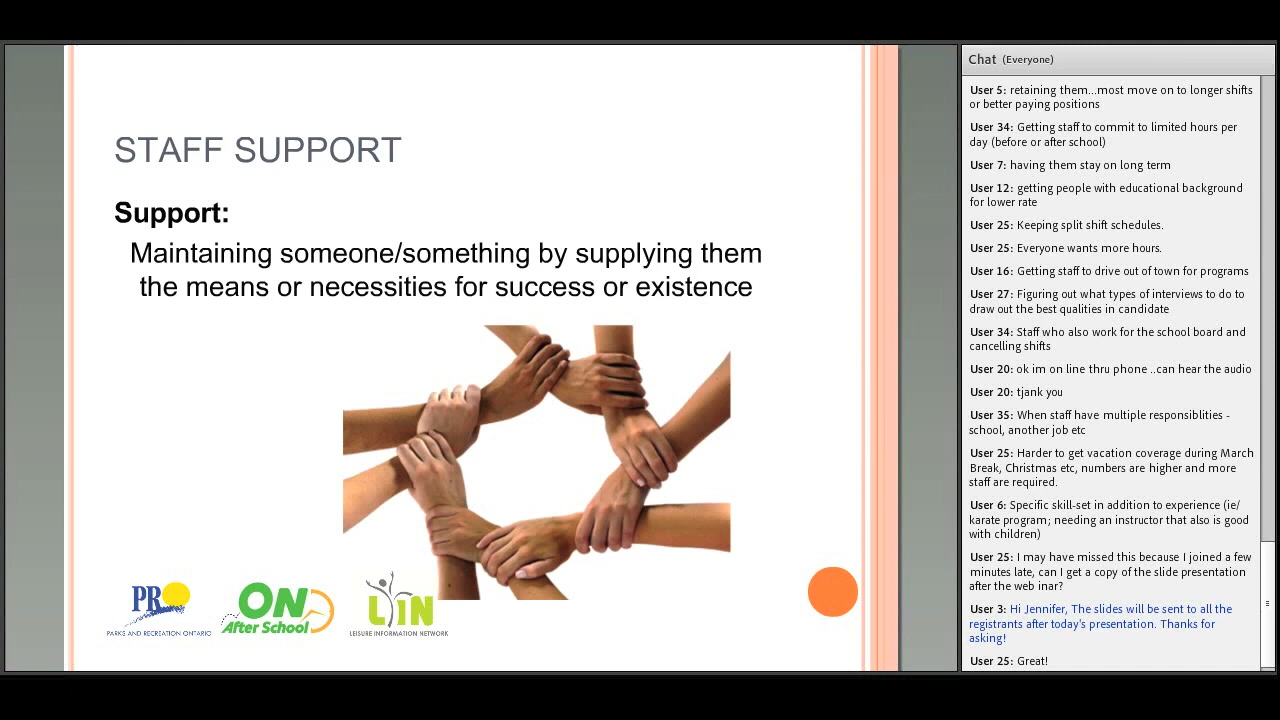 STAFF SUPPORT
Support:
Maintaining someone/something by supplying them
the means or necessities for success or existence
PR
PARKS AND RECREATION ONTARIO
ON
After School
LIN
LEISURE INFORMATION NETWORK
Chat (Everyone)
User 5: retaining them...most move on to longer shifts
or better paying positions
User 34: Getting staff to commit to limited hours per
day (before or after school)
User 7: having them stay on long term
User 12: getting people with educational background
for lower rate
User 25: Keeping split shift schedules.
User 25: Everyone wants more hours.
User 16: Getting staff to drive out of town for programs
User 27: Figuring out what types of interviews to do to
draw out the best qualities in candidate
User 34: Staff who also work for the school board and
cancelling shifts
User 20: ok im on line thru phone ..can hear the audio
User 20: tjank you
User 35: When staff have multiple responsiblities -
school, another job etc
User 25: Harder to get vacation coverage during March
Break, Christmas etc, numbers are higher and more
staff are required.
User 6: Specific skill-set in addition to experience (ie/
karate program; needing an instructor that also is good
with children)
User 25: I may have missed this because I joined a few
minutes late, can I get a copy of the slide presentation
after the web inar?
User 3: Hi Jennifer, The slides will be sent to all the
registrants after today's presentation. Thanks for
asking!
User 25: Great!